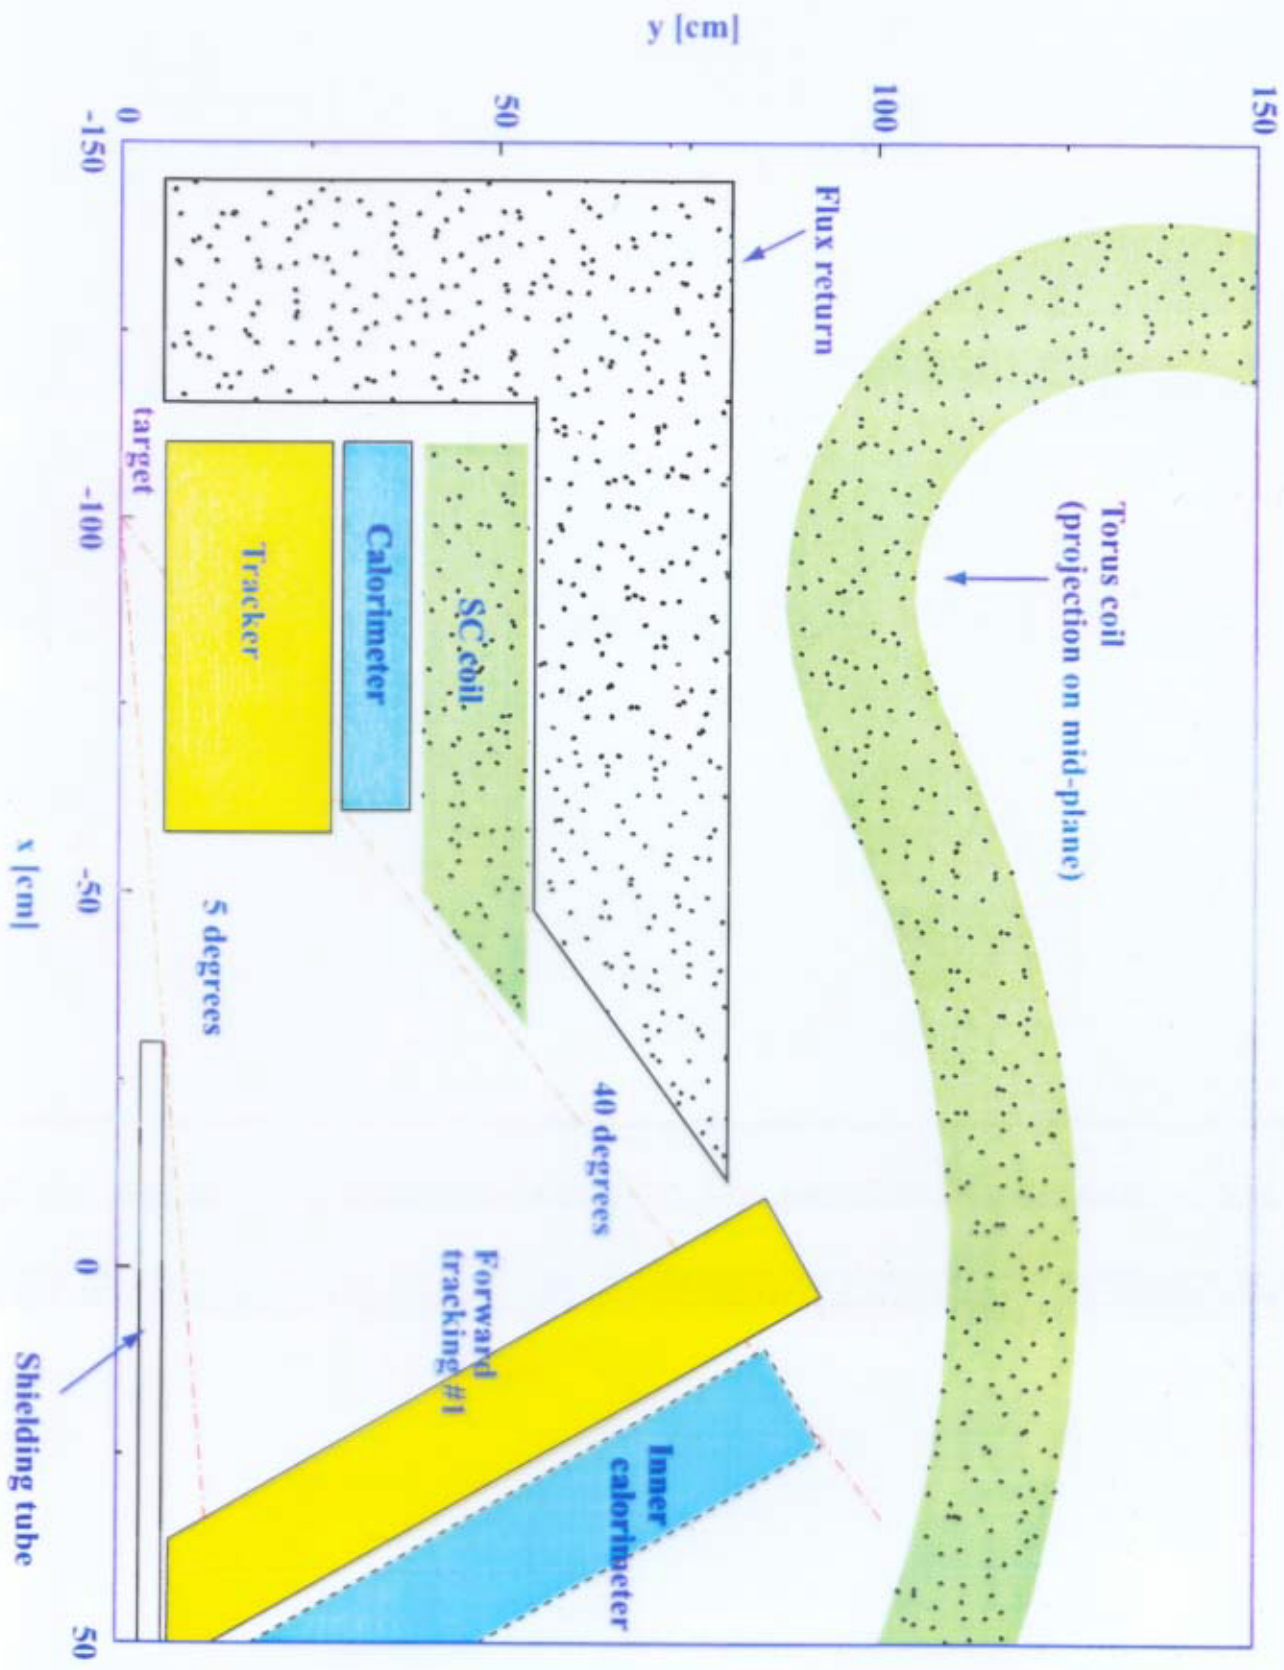 y [cm]
150
100
50
0
-150
-100
-50
0
50
x [cm]
Flux return
Torus coil
(projection on mid-plane)
target
Tracker
Calorimeter
SC coil
5 degrees
40 degrees
Forward
tracking #1
Inner
calorimeter
Shielding tube